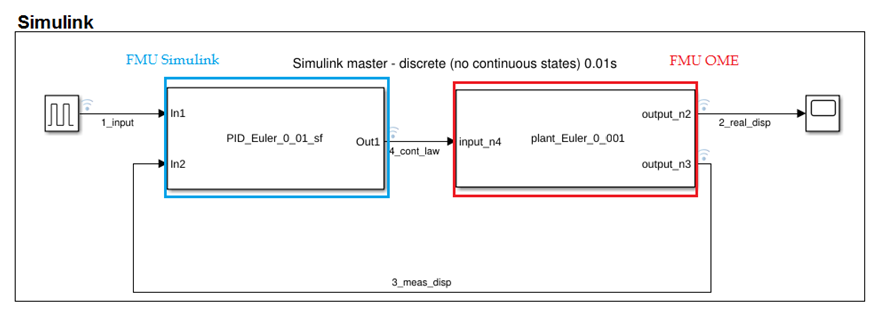 Simulink
FMU Simulink
Simulink master - discrete (no continuous states) 0.01s
FMU OME
1_input
In1
In2
PID_Euler_0_01_sf
Out1
4_cont_law
input_n4
plant_Euler_0_001
output_n2
output_n3
2_real_disp
3_meas_disp